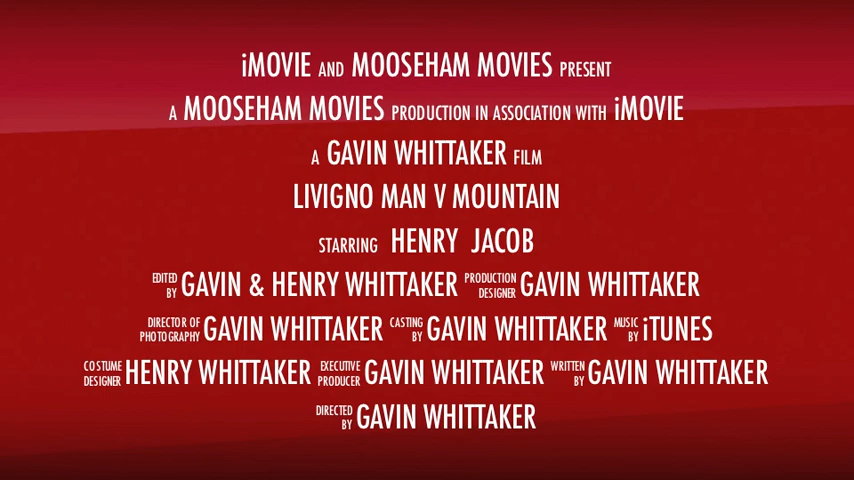 iMOVIE AND MOOSEHAM MOVIES PRESENT
A MOOSEHAM MOVIES PRODUCTION IN ASSOCIATION WITH iMOVIE
A GAVIN WHITTAKER FILM
LIVIGNO MAN V MOUNTAIN
STARRING HENRY JACOB
EDITED BY GAVIN & HENRY WHITTAKER PRODUCTION DESIGNER GAVIN WHITTAKER
DIRECTOR OF PHOTOGRAPHY GAVIN WHITTAKER CASTING BY GAVIN WHITTAKER MUSIC BY iTUNES
COSTUME DESIGNER HENRY WHITTAKER EXECUTIVE PRODUCER GAVIN WHITTAKER WRITTEN BY GAVIN WHITTAKER
DIRECTED BY GAVIN WHITTAKER